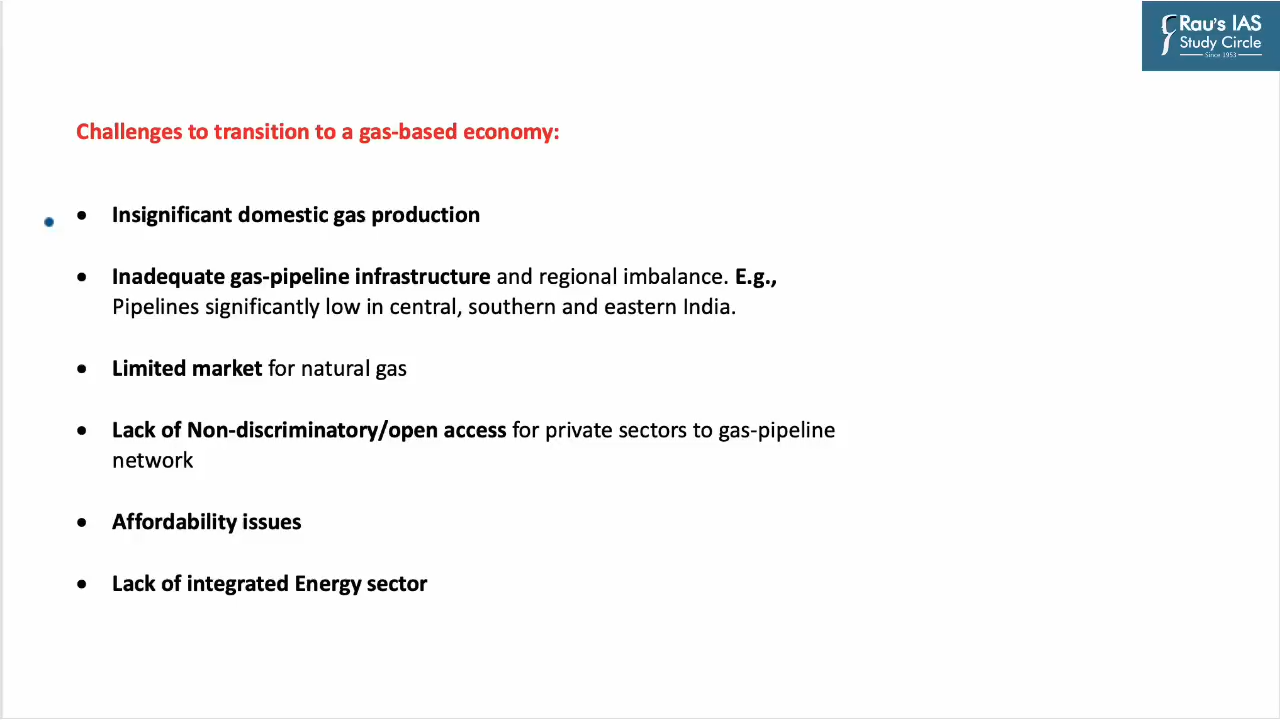 Rau's IAS
Study Circle
Since 1953
Challenges to transition to a gas-based economy:
• Insignificant domestic gas production
• Inadequate gas-pipeline infrastructure and regional imbalance. E.g.,
Pipelines significantly low in central, southern and eastern India.
• Limited market for natural gas
• Lack of Non-discriminatory/open access for private sectors to gas-pipeline
network
• Affordability issues
• Lack of integrated Energy sector